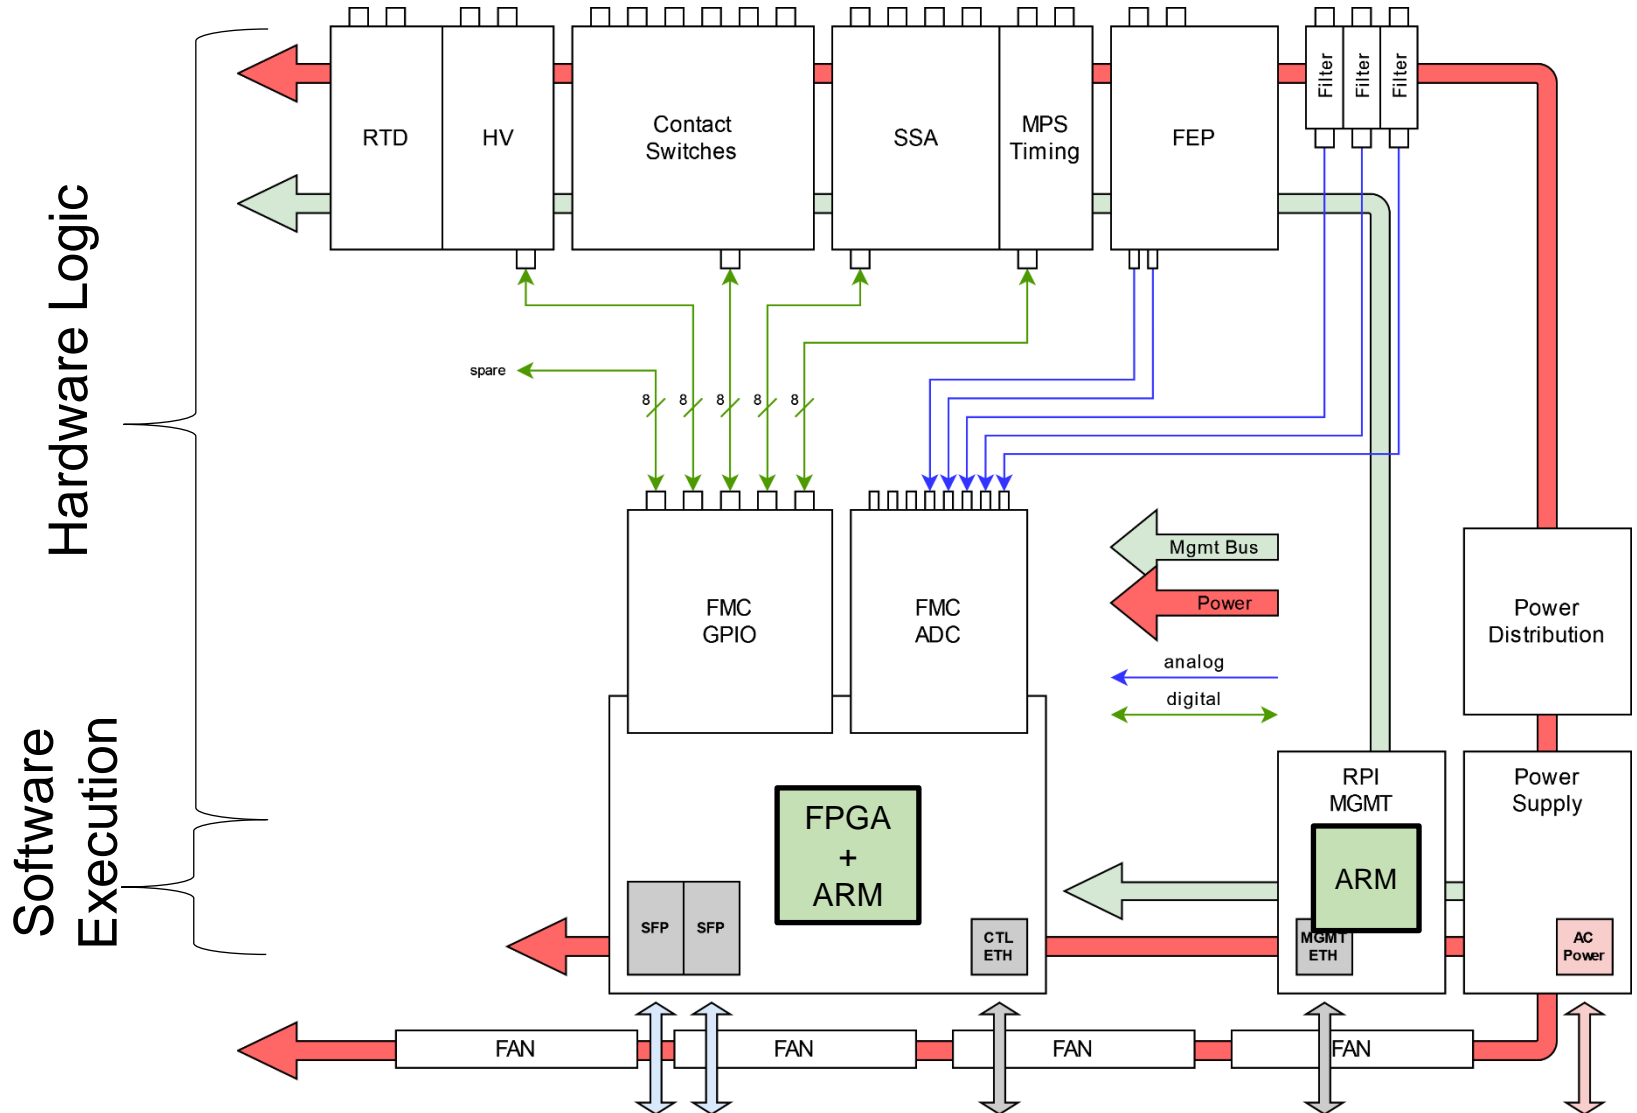 Hardware Logic
Software
Execution
RTD
HV
Contact
Switches
SSA
MPS
Timing
FEP
Filter
Filter
Filter
spare
8
8
8
8
8
FMC
GPIO
FMC
ADC
Mgmt Bus
Power
analog
digital
Power
Distribution
RPI
MGMT
Power
Supply
FPGA
+
ARM
ARM
SFP
SFP
CTL
ETH
MGMT
ETH
AC
Power
FAN
FAN
FAN
FAN